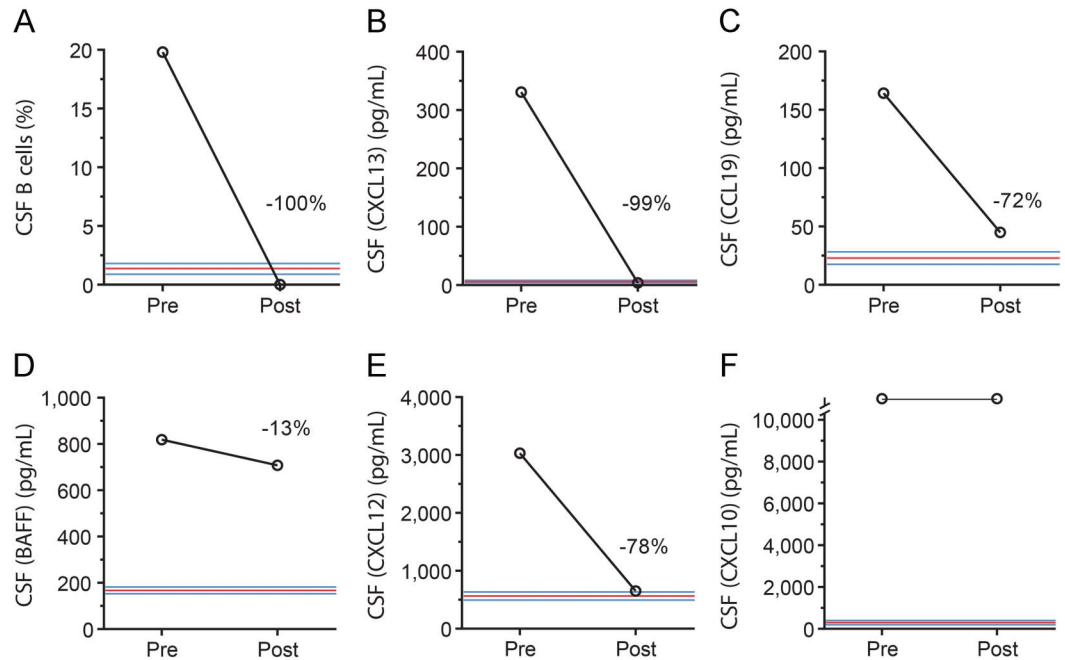 A
CSF B cells (%)
20
15
10
5
0
-100%
Pre Post
B
CSF (CXCL13) (pg/mL)
400
300
200
100
0
-99%
Pre Post
C
CSF (CCL19) (pg/mL)
200
150
100
50
0
-72%
Pre Post
D
CSF (BAFF) (pg/mL)
1,000
800
600
400
200
0
-13%
Pre Post
E
CSF (CXCL12) (pg/mL)
4,000
3,000
2,000
1,000
0
-78%
Pre Post
F
CSF (CXCL10) (pg/mL)
10,000
8,000
6,000
4,000
2,000
0
Pre Post